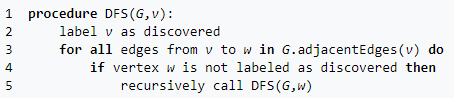 1 procedure DFS(G,v):
2 label v as discovered
3 for all edges from v to w in G.adjacentEdges(v) do
4 if vertex w is not labeled as discovered then
5 recursively call DFS(G,w)